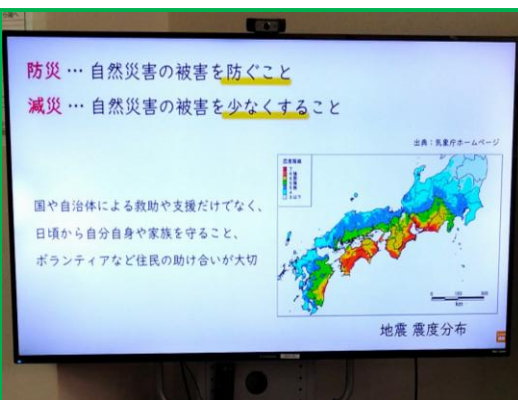 防災 … 自然災害の被害を防ぐこと
減災 … 自然災害の被害を少なくすること
出典：気象庁ホームページ
国や自治体による救助や支援だけでなく、
日頃から自分自身や家族を守ること、
ボランティアなど住民の助け合いが大切
km
地震 震度分布